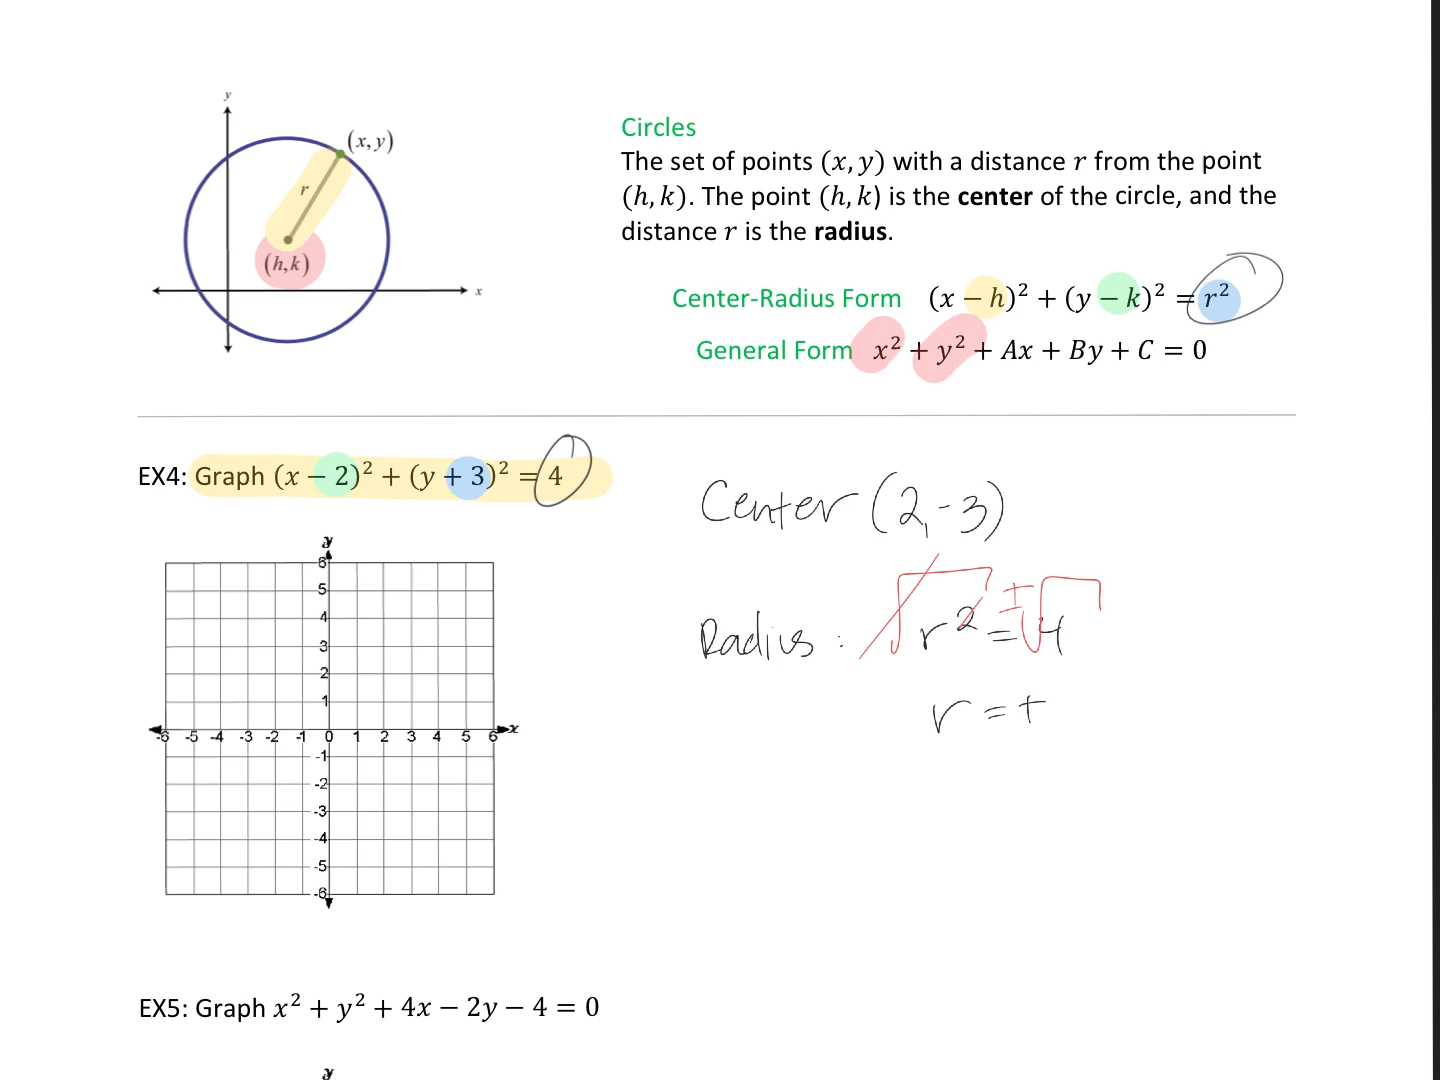 y
(x, y)
r
(h, k)
x
Circles
The set of points (x, y) with a distance r from the point
(h, k). The point (h, k) is the center of the circle, and the
distance r is the radius.
Center-Radius Form (x − h)² + (y − k)² = r²
General Form x² + y² + Ax + By + C = 0
EX4: Graph (x − 2)² + (y + 3)² = 4
Center (2, -3)
Radius : √r² = ±√4
r = +
y
6
5
4
3
2
1
-6 -5 -4 -3 -2 -1 0 1 2 3 4 5 6 x
-1
-2
-3
-4
-5
-6
EX5: Graph x² + y² + 4x − 2y − 4 = 0
y